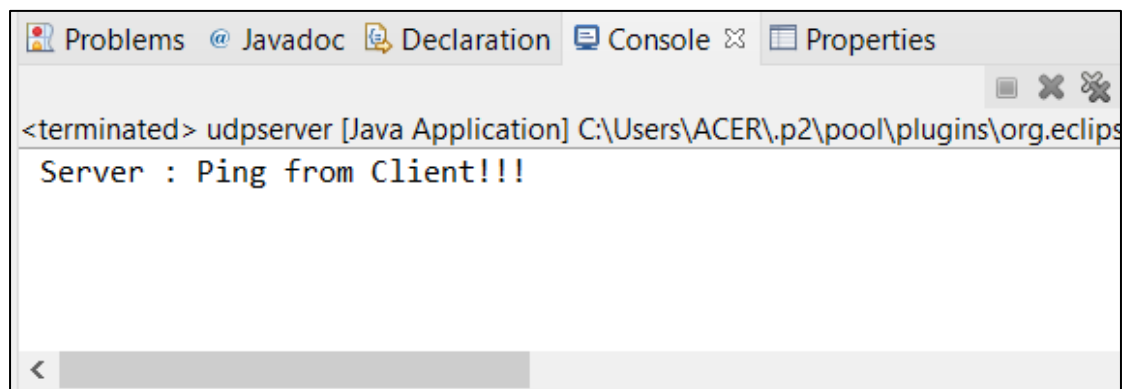 Problems @ Javadoc Declaration Console Properties
<terminated> udpserver [Java Application] C:\Users\ACER\.p2\pool\plugins\org.eclips
Server : Ping from Client!!!